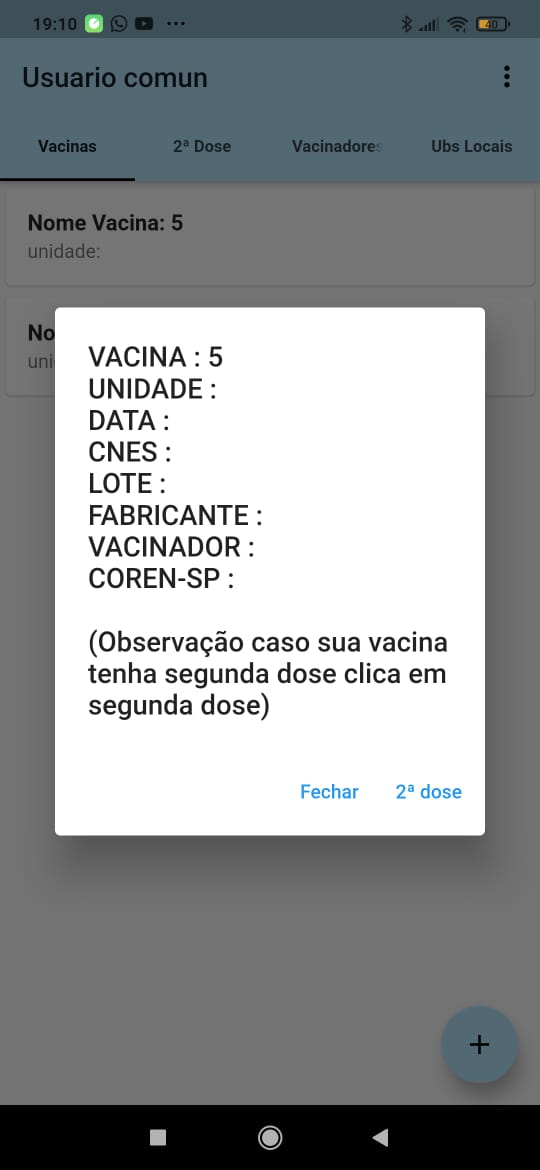 19:10
40
Usuario comun
Vacinas
2ª Dose
Vacinadores
Ubs Locais
Nome Vacina: 5
unidade:
No
uni
VACINA : 5
UNIDADE :
DATA :
CNES :
LOTE :
FABRICANTE :
VACINADOR :
COREN-SP :
(Observação caso sua vacina
tenha segunda dose clica em
segunda dose)
Fechar
2ª dose